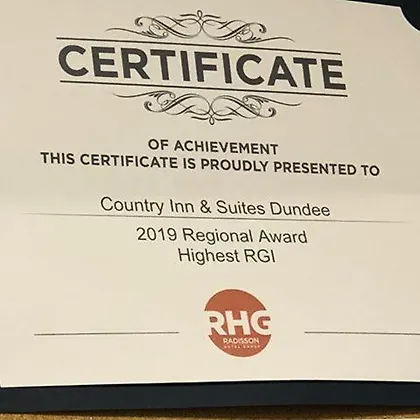 CERTIFICATE
OF ACHIEVEMENT
THIS CERTIFICATE IS PROUDLY PRESENTED TO
Country Inn & Suites Dundee
2019 Regional Award
Highest RGI
RHG
RADISSON
HOTEL GROUP